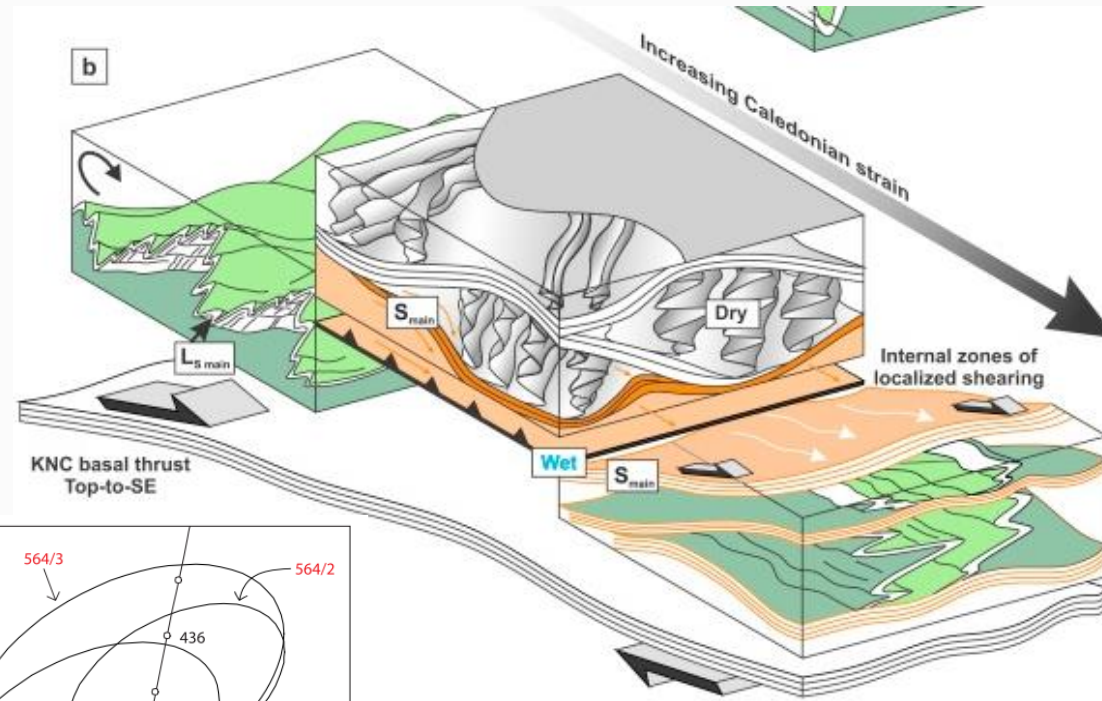 b
Increasing Caledonian strain
S main
Dry
L S main
Internal zones of
localized shearing
KNC basal thrust
Top-to-SE
Wet
S main
564/3
564/2
436